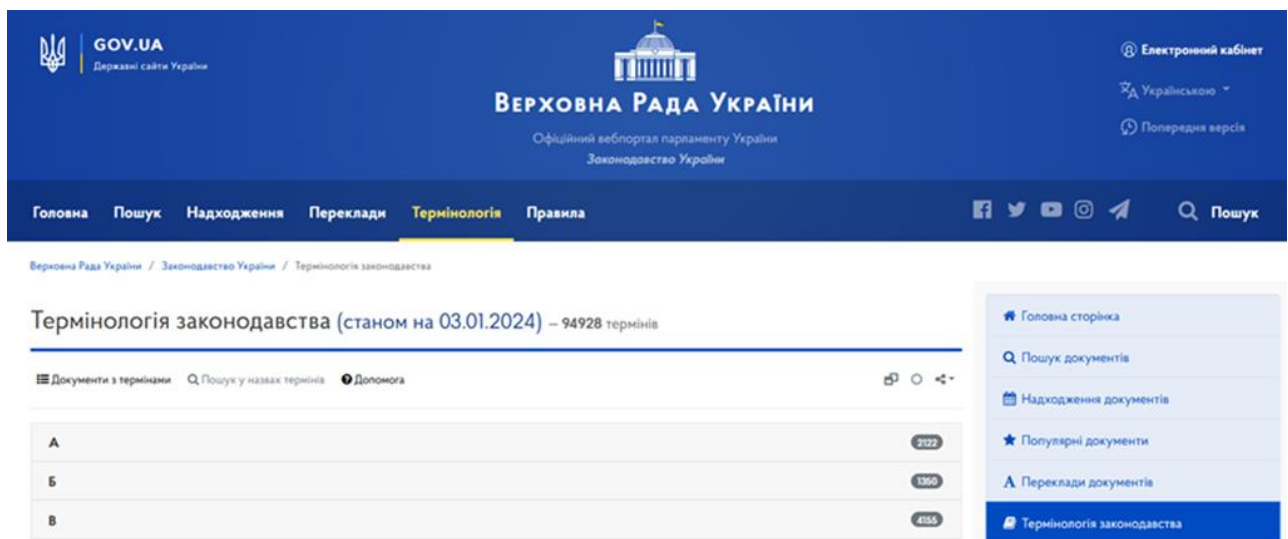 GOV.UA
Державні сайти України
ВЕРХОВНА РАДА УКРАЇНИ
Офіційний вебпортал парламенту України
Законодавство України
Електронний кабінет
Українською
Попередня версія
Головна Пошук Надходження Переклади Термінологія Правила Пошук
Верховна Рада України / Законодавство України / Термінологія законодавства
Термінологія законодавства (станом на 03.01.2024) – 94928 термінів
Документи з термінами Пошук у назвах термінів Допомога
А 2122
Б 1350
В 4155
Головна сторінка
Пошук документів
Надходження документів
Популярні документи
Переклади документів
Термінологія законодавства